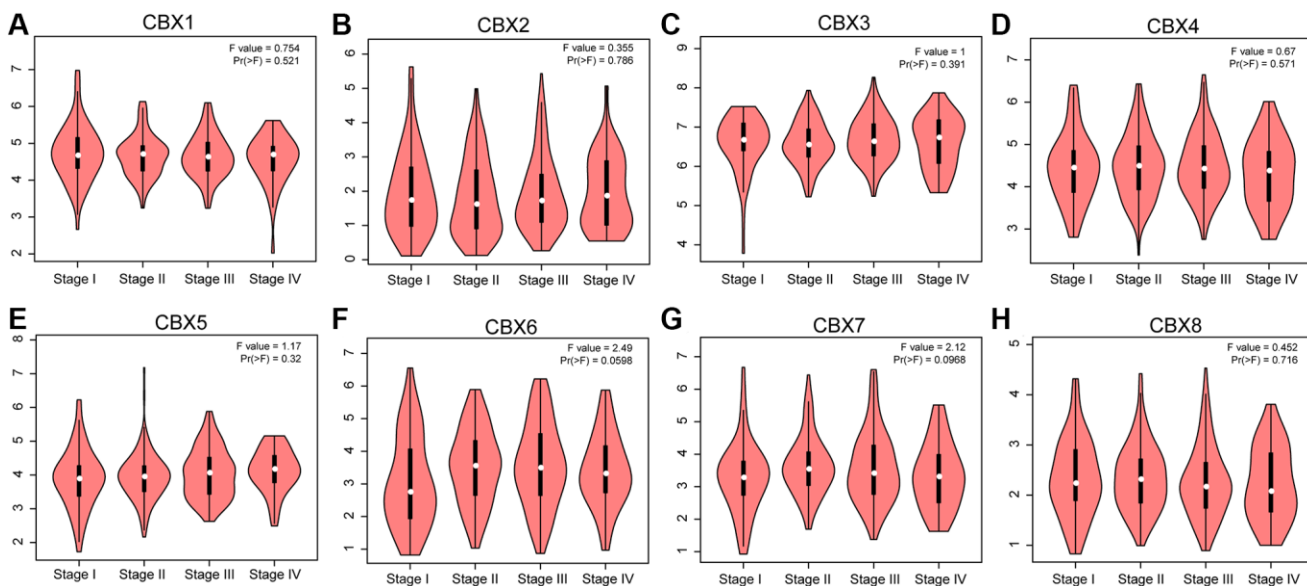 A
CBX1
F value = 0.754
Pr(>F) = 0.521
7
6
5
4
3
2
Stage I
Stage II
Stage III
Stage IV
B
CBX2
F value = 0.355
Pr(>F) = 0.786
6
5
4
3
2
1
0
Stage I
Stage II
Stage III
Stage IV
C
CBX3
F value = 1
Pr(>F) = 0.391
9
8
7
6
5
4
Stage I
Stage II
Stage III
Stage IV
D
CBX4
F value = 0.67
Pr(>F) = 0.571
7
6
5
4
3
Stage I
Stage II
Stage III
Stage IV
E
CBX5
F value = 1.17
Pr(>F) = 0.32
8
7
6
5
4
3
2
Stage I
Stage II
Stage III
Stage IV
F
CBX6
F value = 2.49
Pr(>F) = 0.0598
7
6
5
4
3
2
1
Stage I
Stage II
Stage III
Stage IV
G
CBX7
F value = 2.12
Pr(>F) = 0.0968
7
6
5
4
3
2
1
Stage I
Stage II
Stage III
Stage IV
H
CBX8
F value = 0.452
Pr(>F) = 0.716
5
4
3
2
1
Stage I
Stage II
Stage III
Stage IV